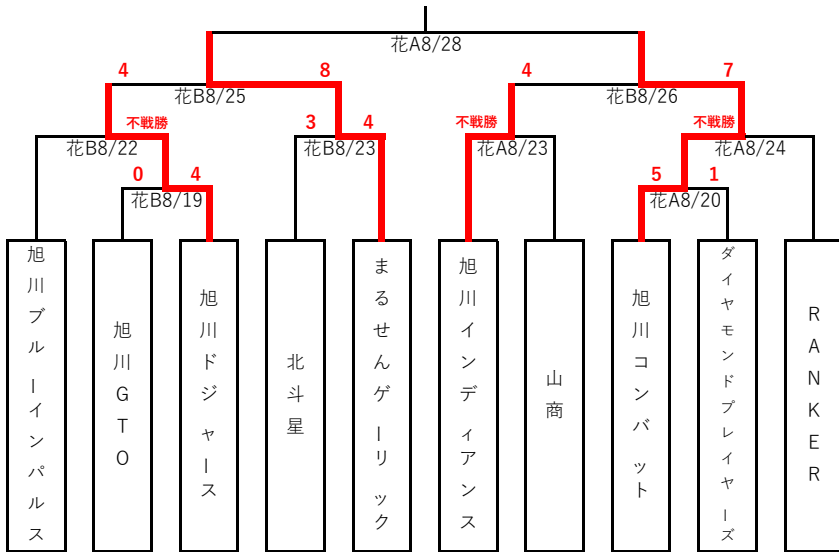 花A8/28
4
8
4
7
花B8/25
花B8/26
不戦勝
3
4
不戦勝
不戦勝
花B8/22
花B8/23
花A8/23
花A8/24
0
4
5
1
花B8/19
花A8/20
旭川ブルーインパルス
旭川GTO
旭川ドジャース
北斗星
まるせんゲーリック
旭川インディアンス
山商
旭川コンバット
ダイヤモンドプレイヤーズ
RANKER